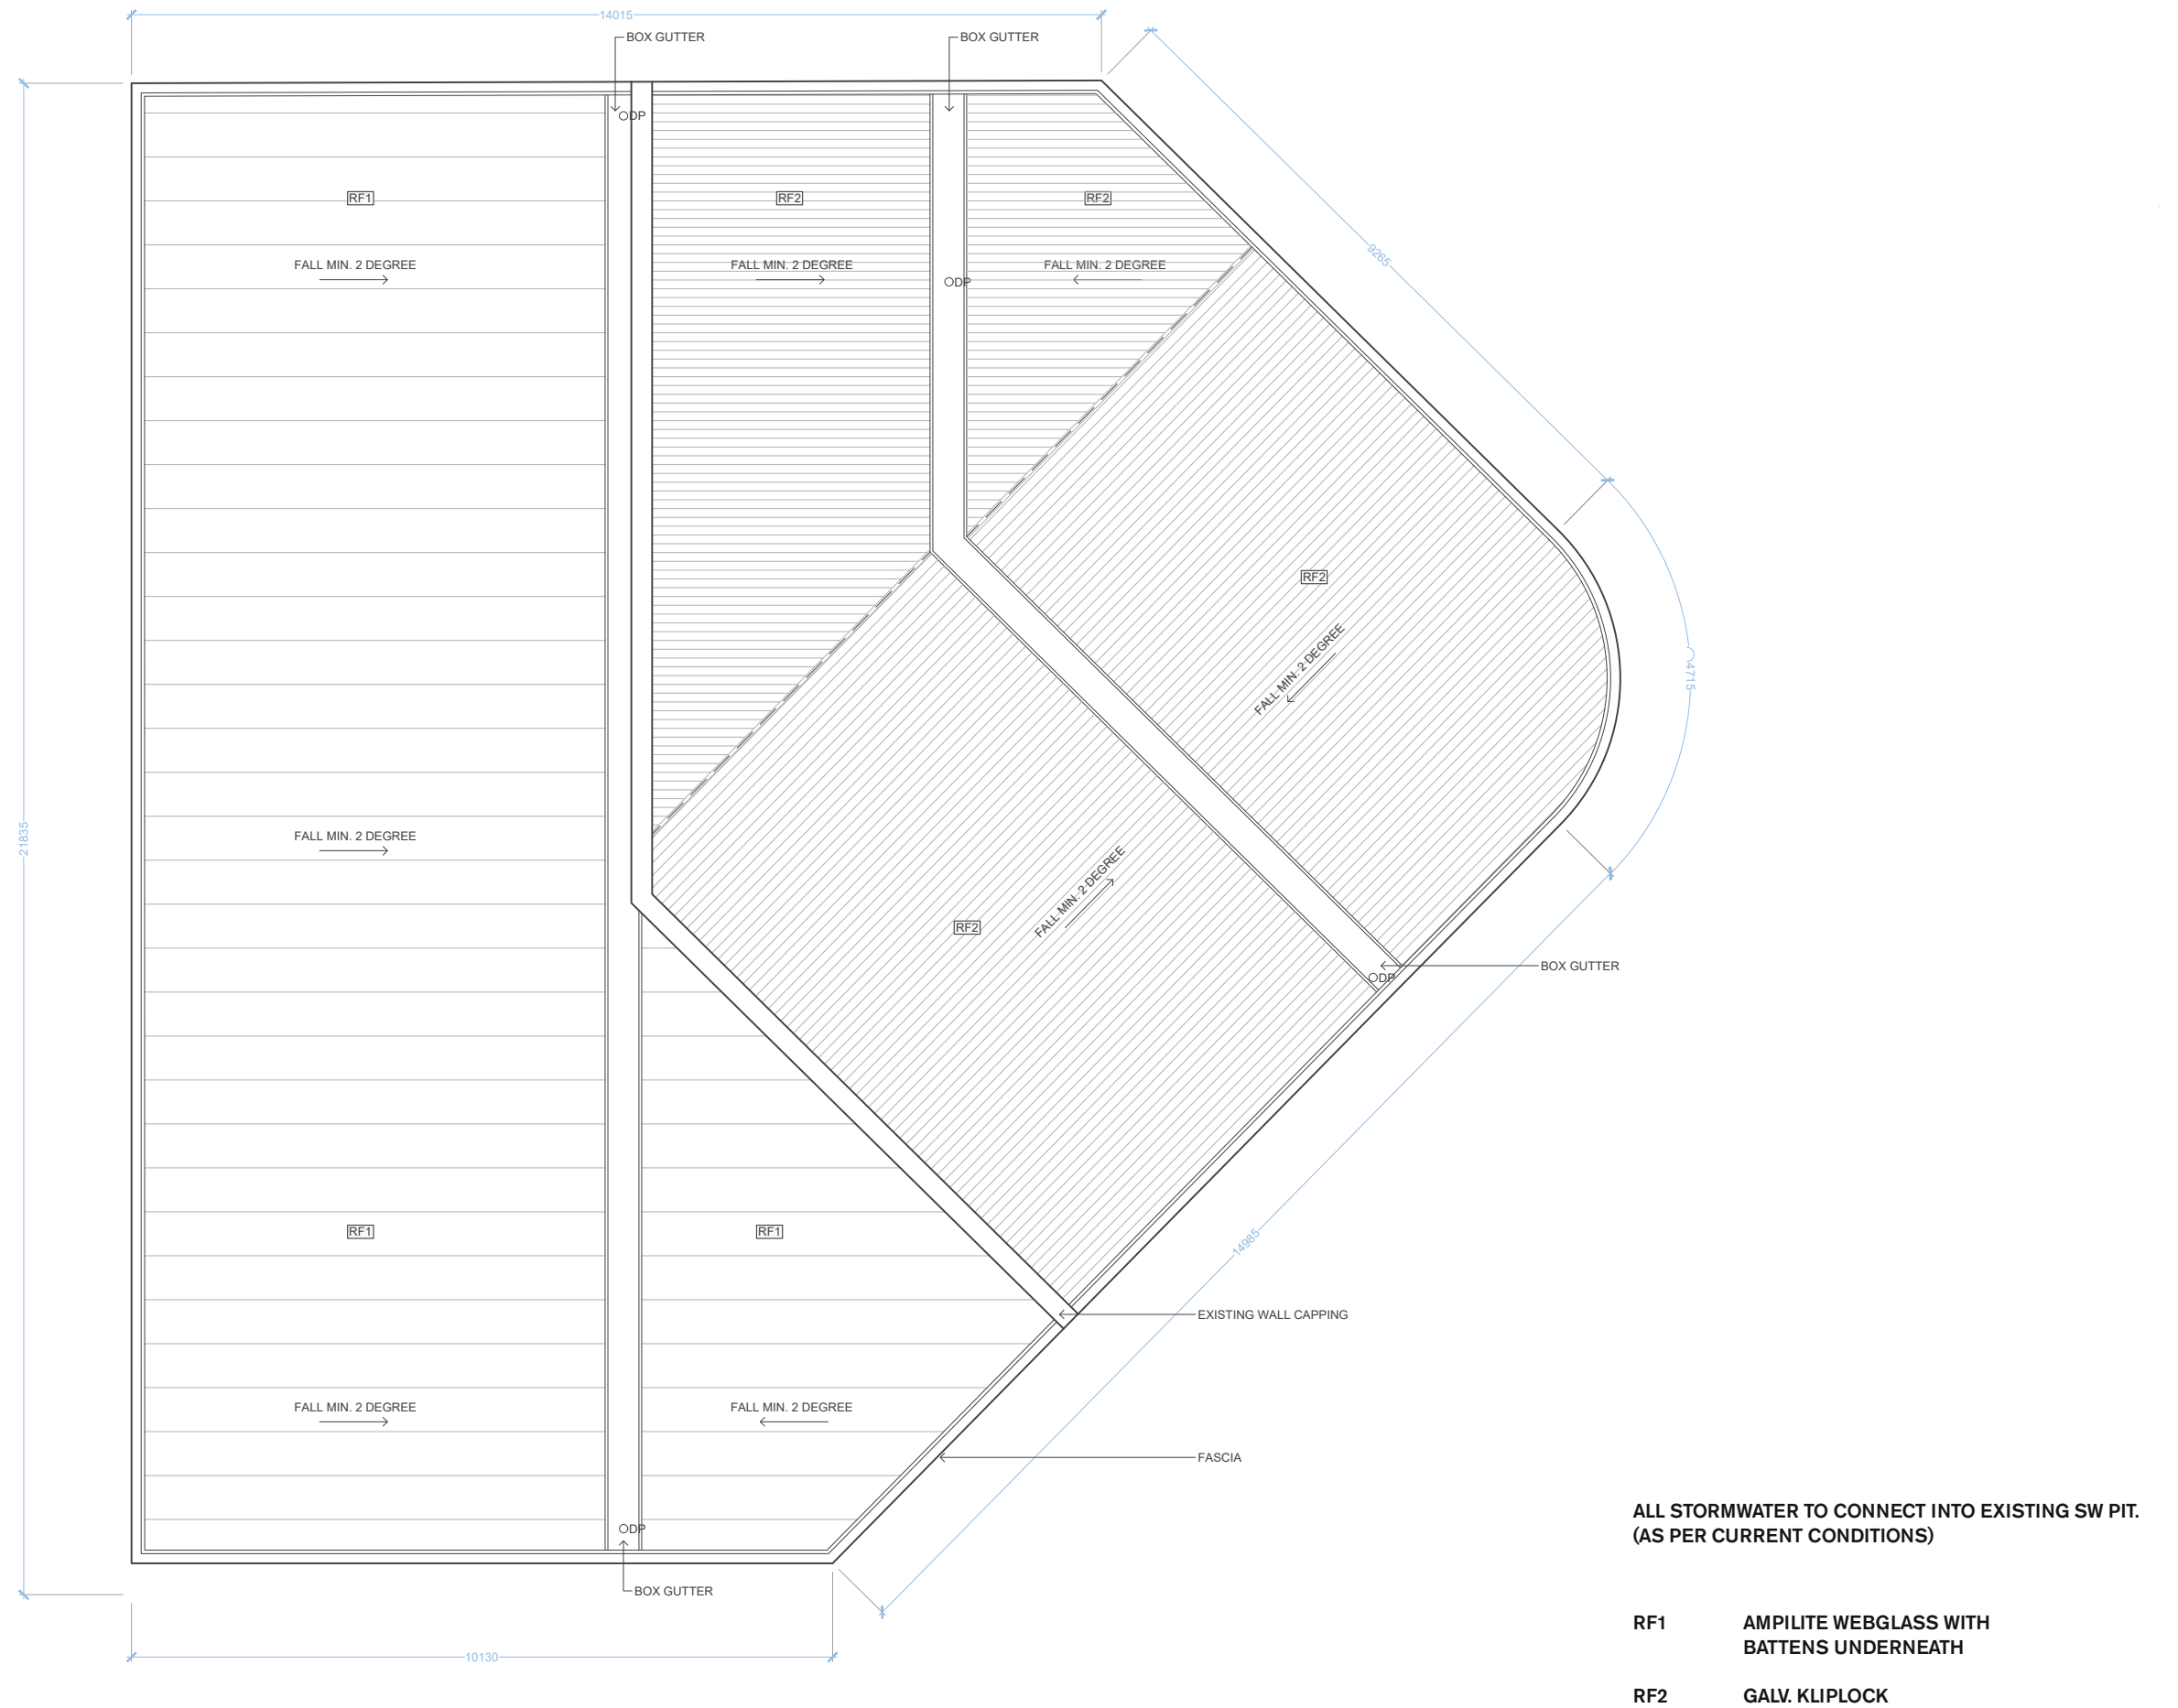 14015
BOX GUTTER
BOX GUTTER
DP
RF1
RF2
RF2
9265
FALL MIN. 2 DEGREE
FALL MIN. 2 DEGREE
FALL MIN. 2 DEGREE
DP
RF2
FALL MIN. 2 DEGREE
4715
21835
FALL MIN. 2 DEGREE
FALL MIN. 2 DEGREE
RF2
BOX GUTTER
DP
RF1
RF1
14985
EXISTING WALL CAPPING
FALL MIN. 2 DEGREE
FALL MIN. 2 DEGREE
FASCIA
DP
BOX GUTTER
10130
ALL STORMWATER TO CONNECT INTO EXISTING SW PIT.
(AS PER CURRENT CONDITIONS)
RF1 AMPILITE WEBGLASS WITH
BATTENS UNDERNEATH
RF2 GALV. KLIPLOCK